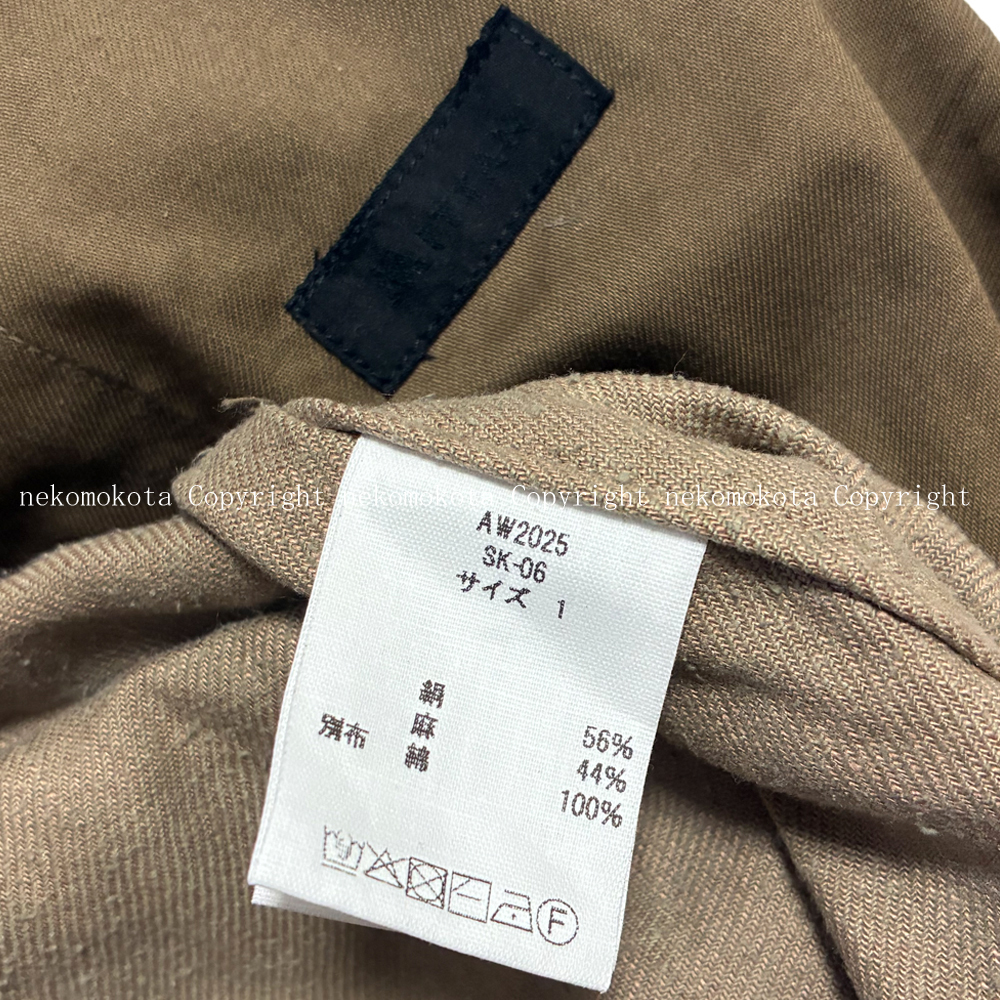 nekomokota Copyright nekomokota Copyright nekomokota Copyright
AW2025
SK-06
サイズ 1
絹 56%
麻 44%
別布 綿 100%
F